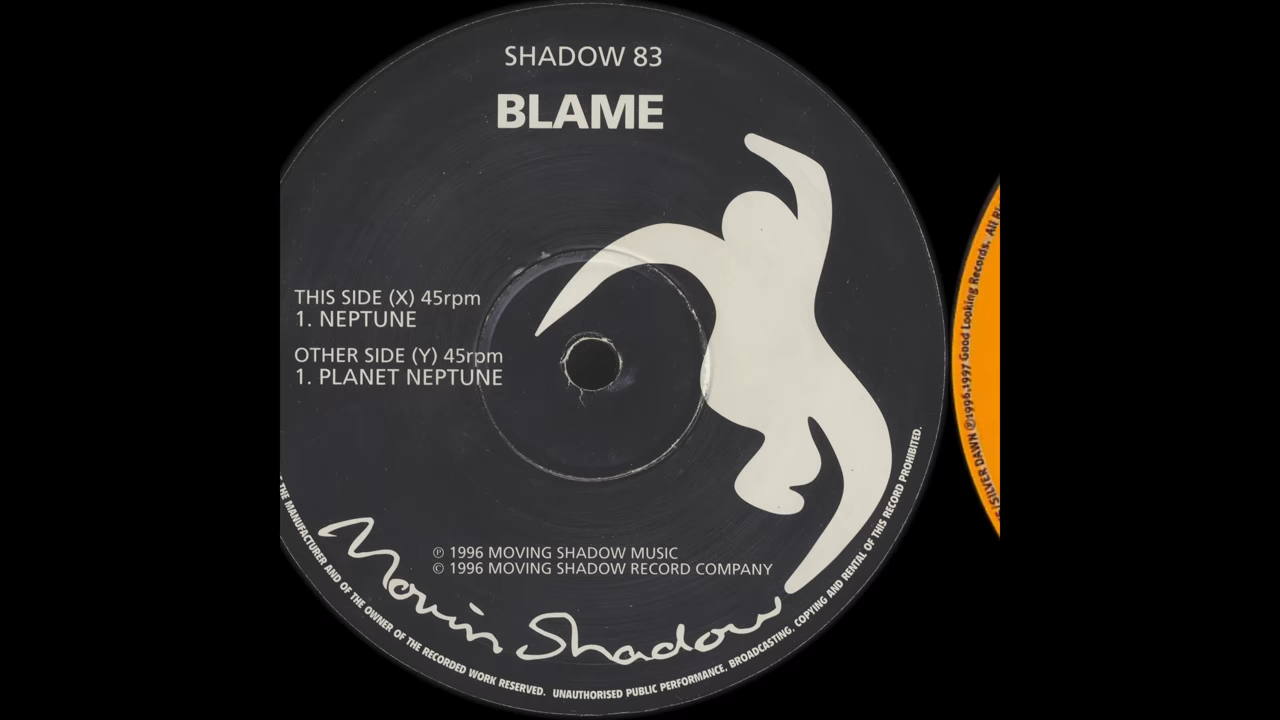 SHADOW 83
BLAME
THIS SIDE (X) 45rpm
1. NEPTUNE
OTHER SIDE (Y) 45rpm
1. PLANET NEPTUNE
℗ 1996 MOVING SHADOW MUSIC
© 1996 MOVING SHADOW RECORD COMPANY
Movin Shadow
THE MANUFACTURER AND OF THE OWNER OF THE RECORDED WORK RESERVED. UNAUTHORISED PUBLIC PERFORMANCE, BROADCASTING, COPYING AND RENTAL OF THIS RECORD PROHIBITED.
SILVER DAWN ℗1996,1997 Good Looking Records. All